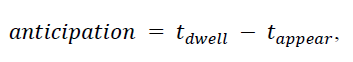 anticipation = t_dwell − t_appear,